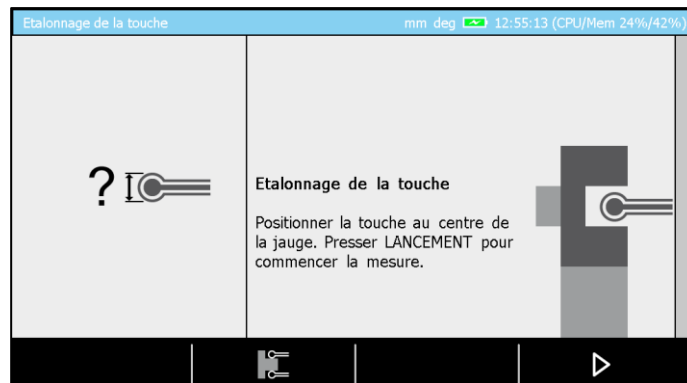 Etalonnage de la touche
mm deg 12:55:13 (CPU/Mem 24%/42%)
?
Etalonnage de la touche
Positionner la touche au centre de
la jauge. Presser LANCEMENT pour
commencer la mesure.